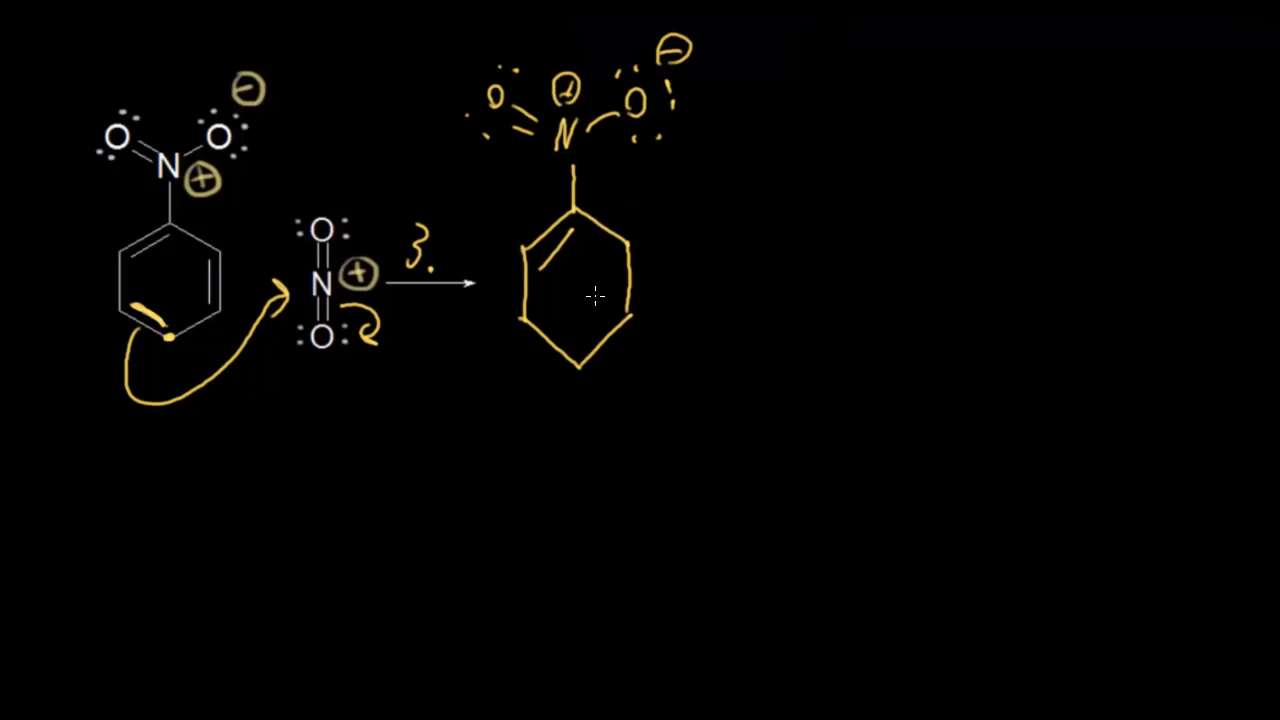 O O ⊖
N ⊕
O
N ⊕
O
3.
O ⊕ O ⊖
N